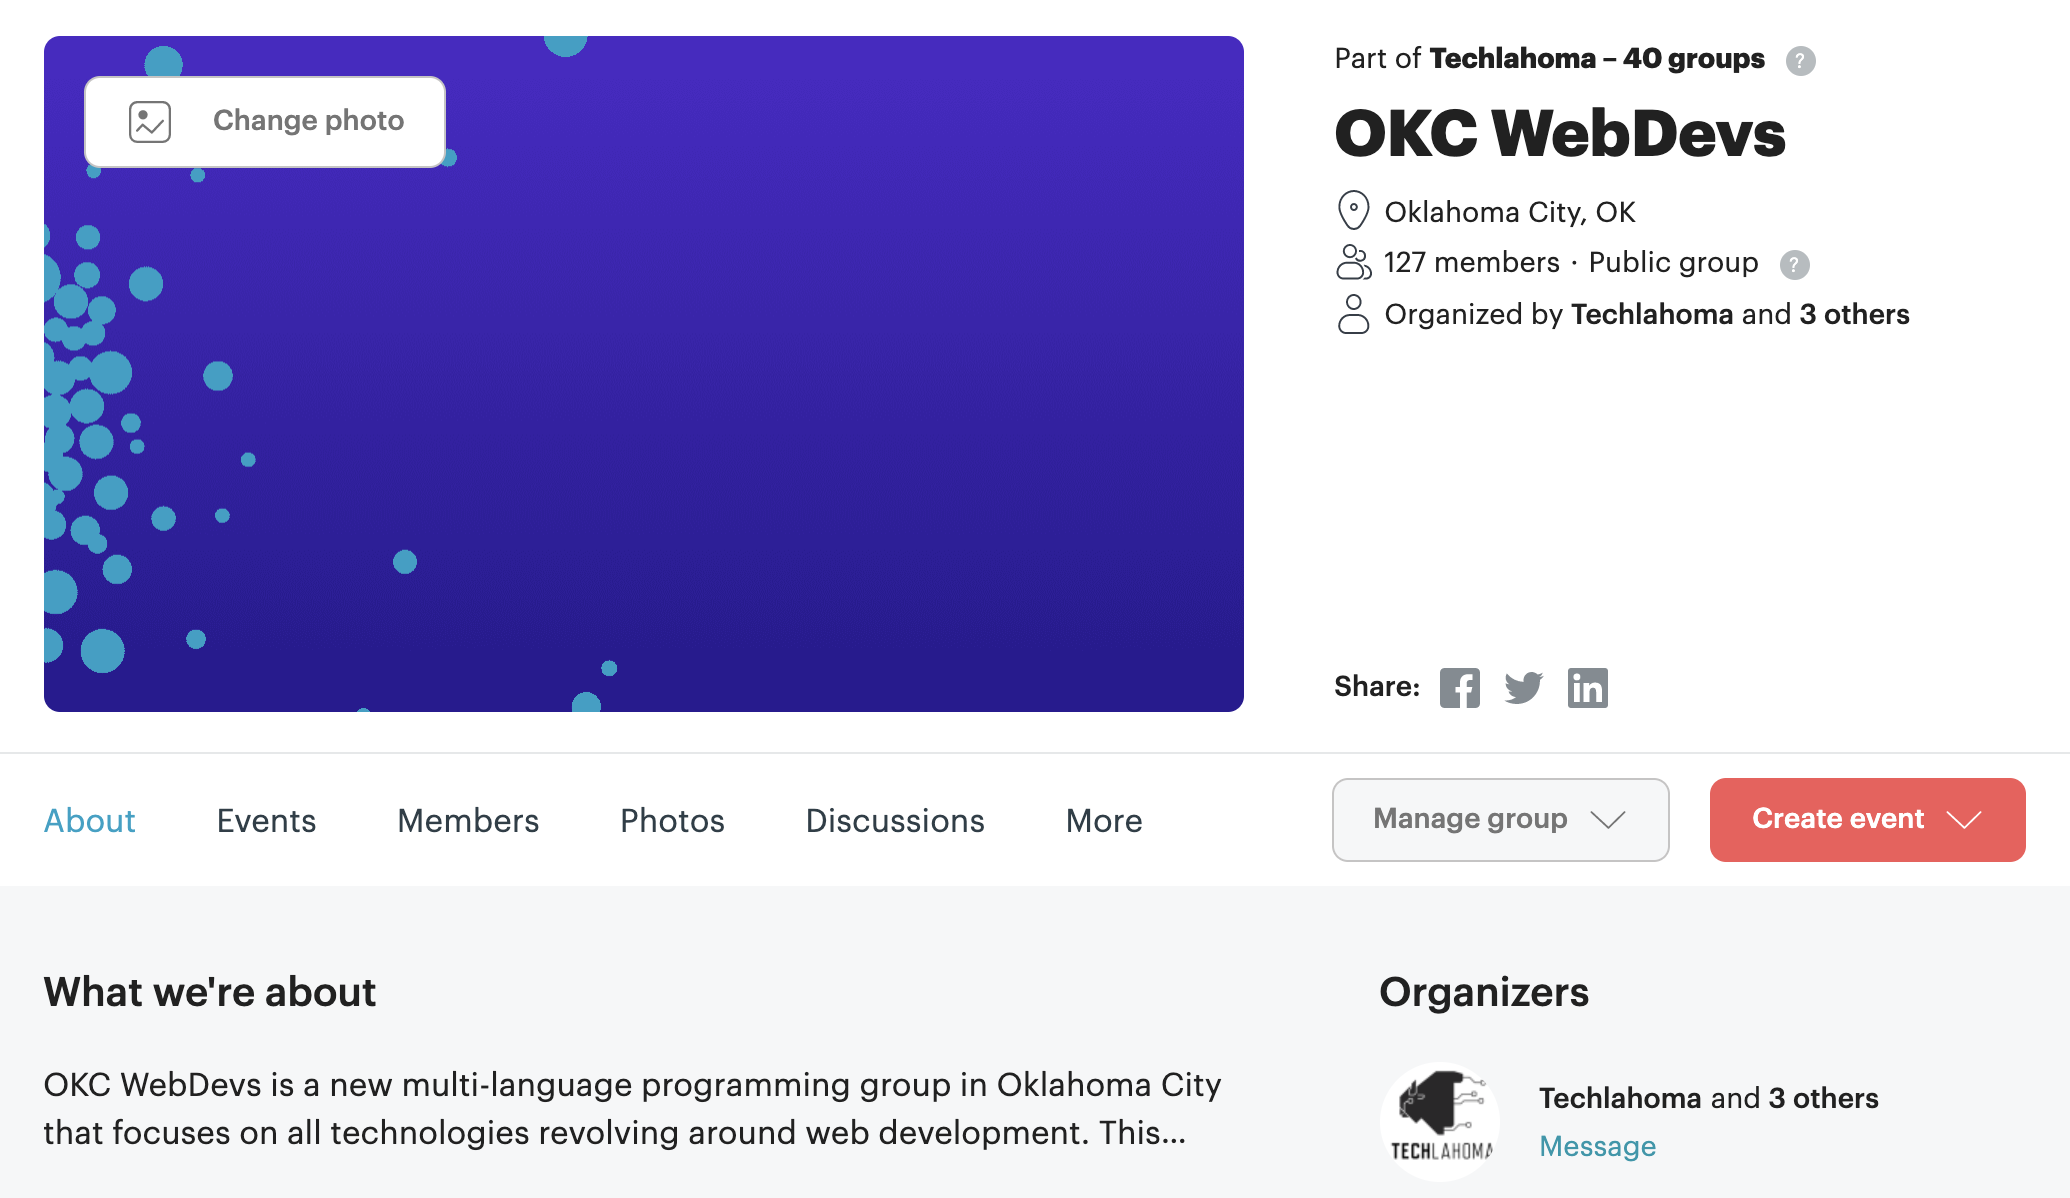 Change photo
Part of Techlahoma – 40 groups ?
OKC WebDevs
Oklahoma City, OK
127 members · Public group ?
Organized by Techlahoma and 3 others
Share:
About Events Members Photos Discussions More
Manage group
Create event
What we're about
OKC WebDevs is a new multi-language programming group in Oklahoma City
that focuses on all technologies revolving around web development. This...
Organizers
TECHLAHOMA
Techlahoma and 3 others
Message